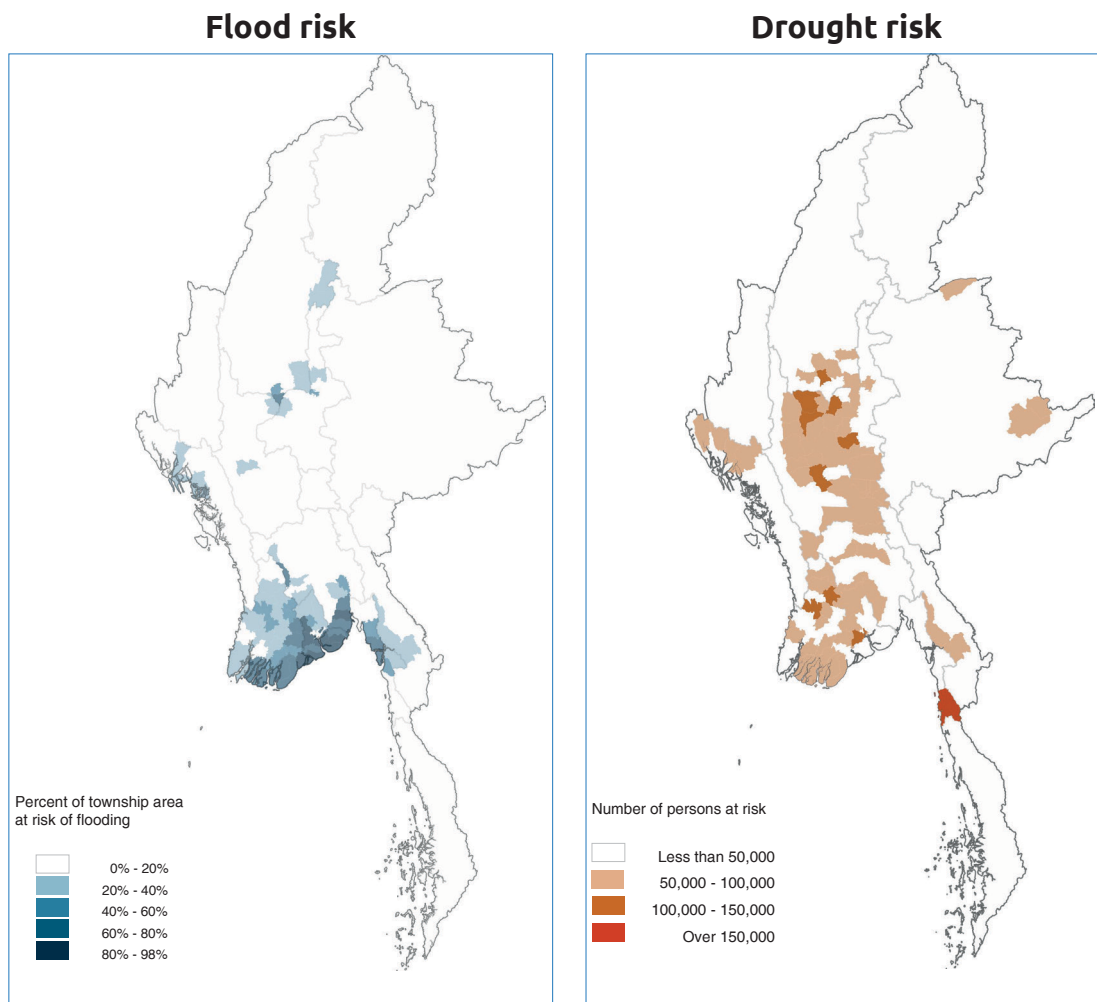 Flood risk
Drought risk
Percent of township area
at risk of flooding
0% - 20%
20% - 40%
40% - 60%
60% - 80%
80% - 98%
Number of persons at risk
Less than 50,000
50,000 - 100,000
100,000 - 150,000
Over 150,000